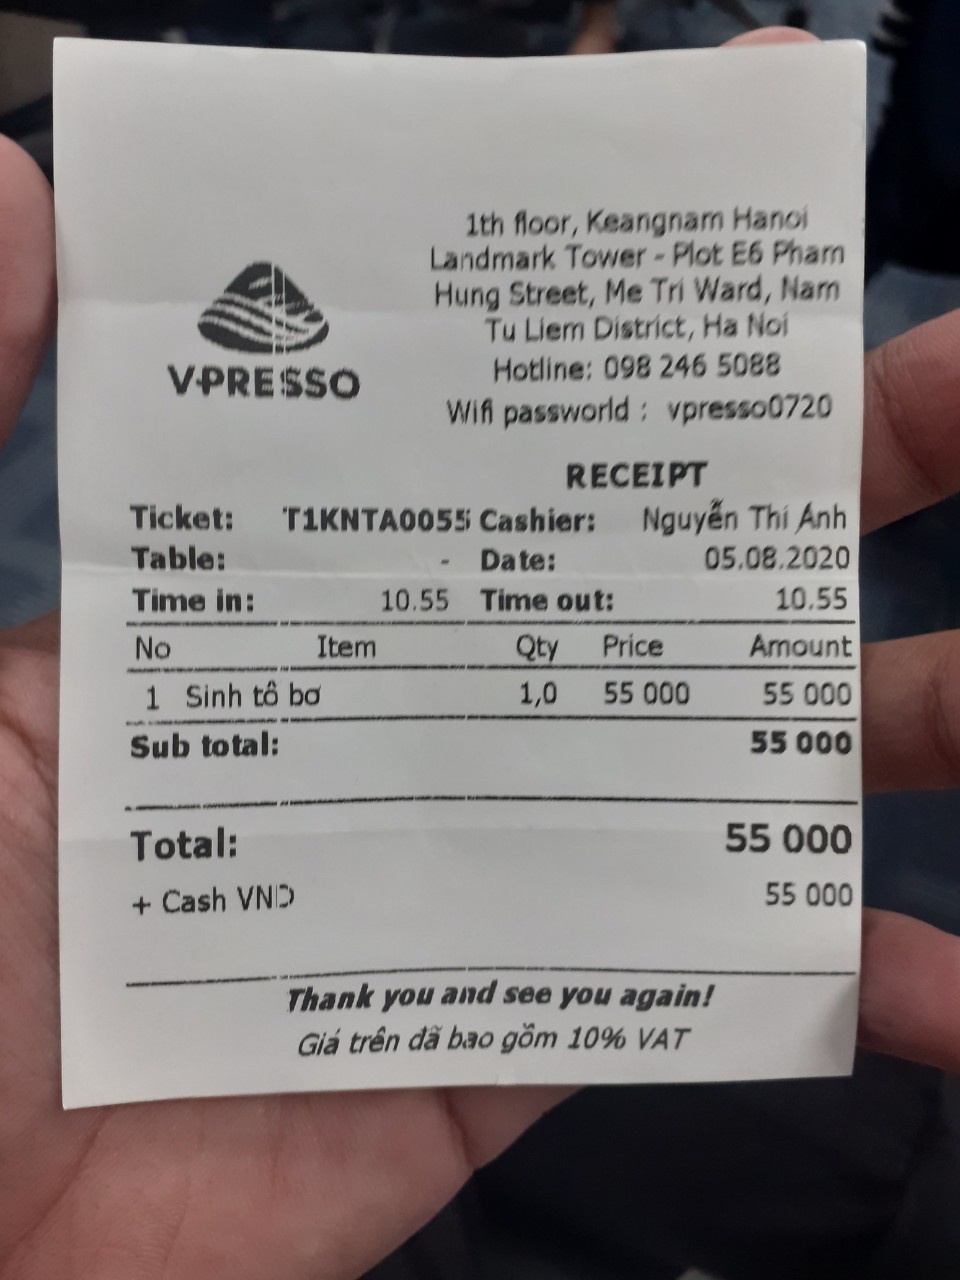 1th floor, Keangnam Hanoi
Landmark Tower - Plot E6 Pham
Hung Street, Me Tri Ward, Nam
Tu Liem District, Ha Noi
Hotline: 098 246 5088
Wifi passworld : vpresso0720
V-PRESSO
RECEIPT
Ticket: T1KNTA0055 Cashier: Nguyễn Thi Ánh
Table: - Date: 05.08.2020
Time in: 10.55 Time out: 10.55
No Item Qty Price Amount
1 Sinh tố bơ 1,0 55 000 55 000
Sub total: 55 000
Total: 55 000
+ Cash VND 55 000
Thank you and see you again!
Giá trên đã bao gồm 10% VAT